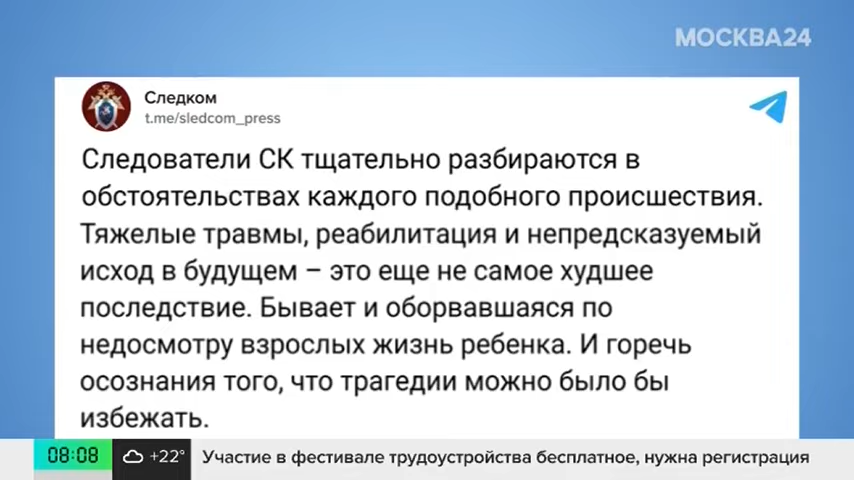 МОСКВА24
Следком
t.me/sledcom_press
Следователи СК тщательно разбираются в
обстоятельствах каждого подобного происшествия.
Тяжелые травмы, реабилитация и непредсказуемый
исход в будущем – это еще не самое худшее
последствие. Бывает и оборвавшаяся по
недосмотру взрослых жизнь ребенка. И горечь
осознания того, что трагедии можно было бы
избежать.
08:08 +22° Участие в фестивале трудоустройства бесплатное, нужна регистрация